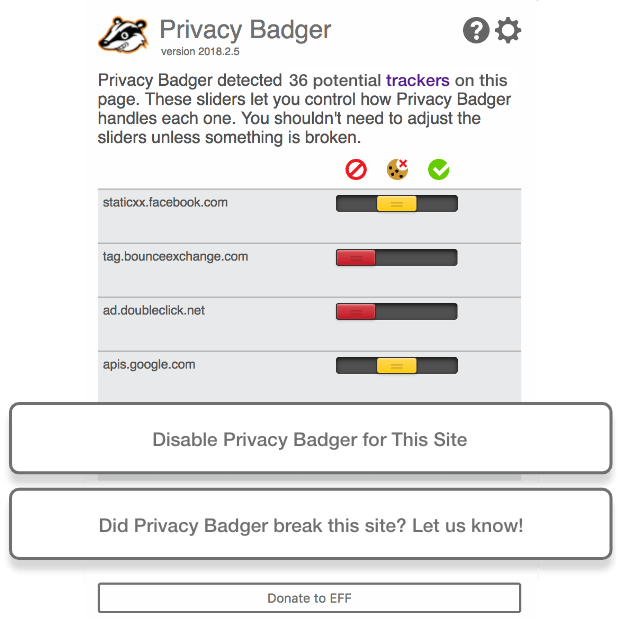 Privacy Badger
version 2018.2.5
Privacy Badger detected 36 potential trackers on this
page. These sliders let you control how Privacy Badger
handles each one. You shouldn't need to adjust the
sliders unless something is broken.
staticxx.facebook.com
tag.bounceexchange.com
ad.doubleclick.net
apis.google.com
Disable Privacy Badger for This Site
Did Privacy Badger break this site? Let us know!
Donate to EFF